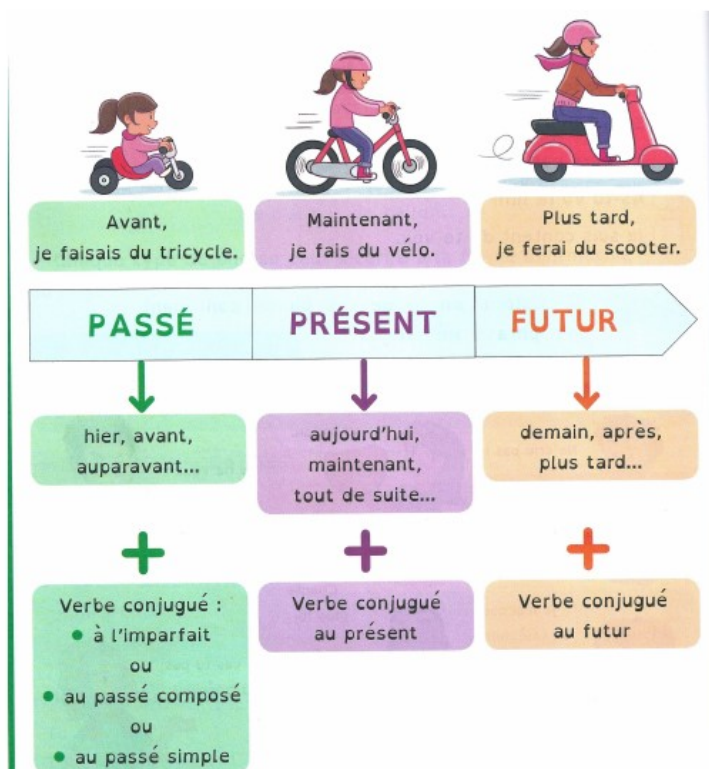 Avant,
je faisais du tricycle.
Maintenant,
je fais du vélo.
Plus tard,
je ferai du scooter.
PASSÉ
PRÉSENT
FUTUR
hier, avant,
auparavant...
aujourd'hui,
maintenant,
tout de suite...
demain, après,
plus tard...
+
+
+
Verbe conjugué :
• à l'imparfait
ou
• au passé composé
ou
• au passé simple
Verbe conjugué
au présent
Verbe conjugué
au futur